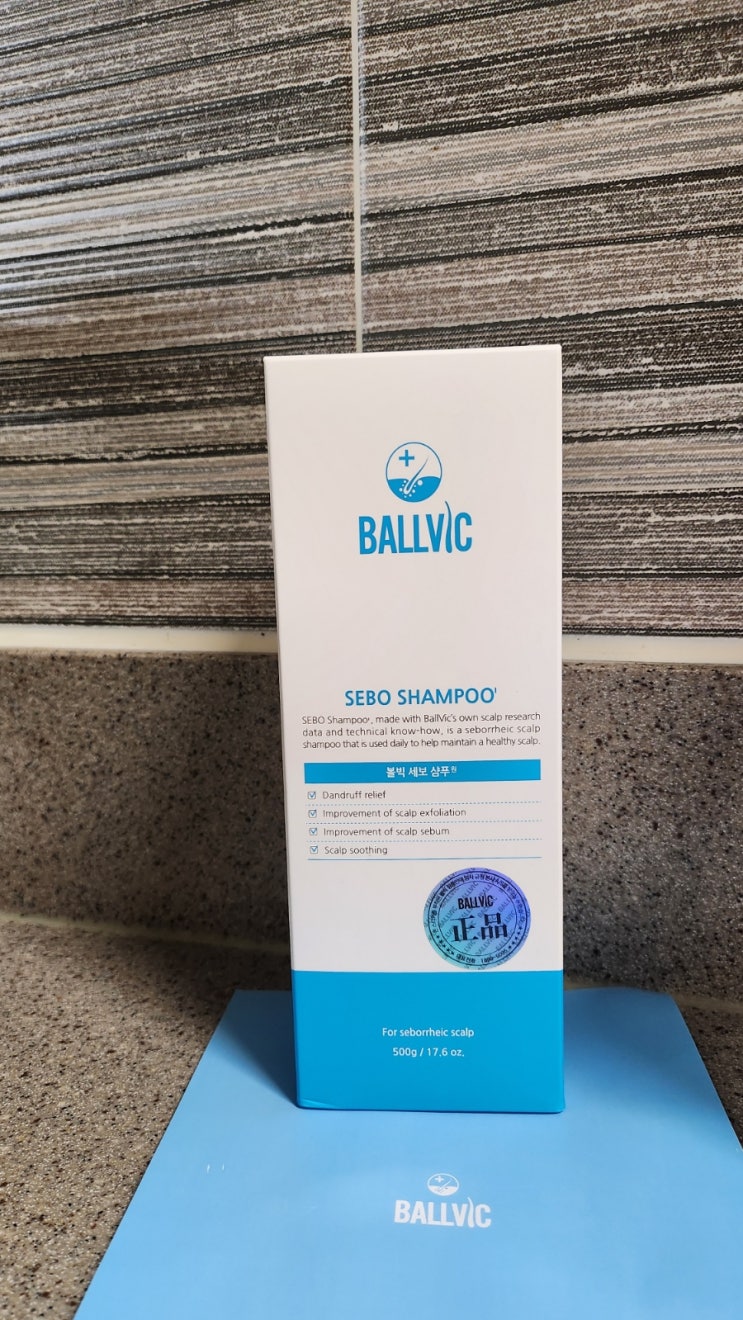 BALLVIC
SEBO SHAMPOO
SEBO Shampoo, made with BallVic's own scalp research
data and technical know-how, is a seborrheic scalp
shampoo that is used daily to help maintain a healthy scalp.
볼빅 세보 샴푸
Dandruff relief
Improvement of scalp exfoliation
Improvement of scalp sebum
Scalp soothing
BALLVIC
正品
For seborrheic scalp
500g / 17.6 oz.
BALLVIC